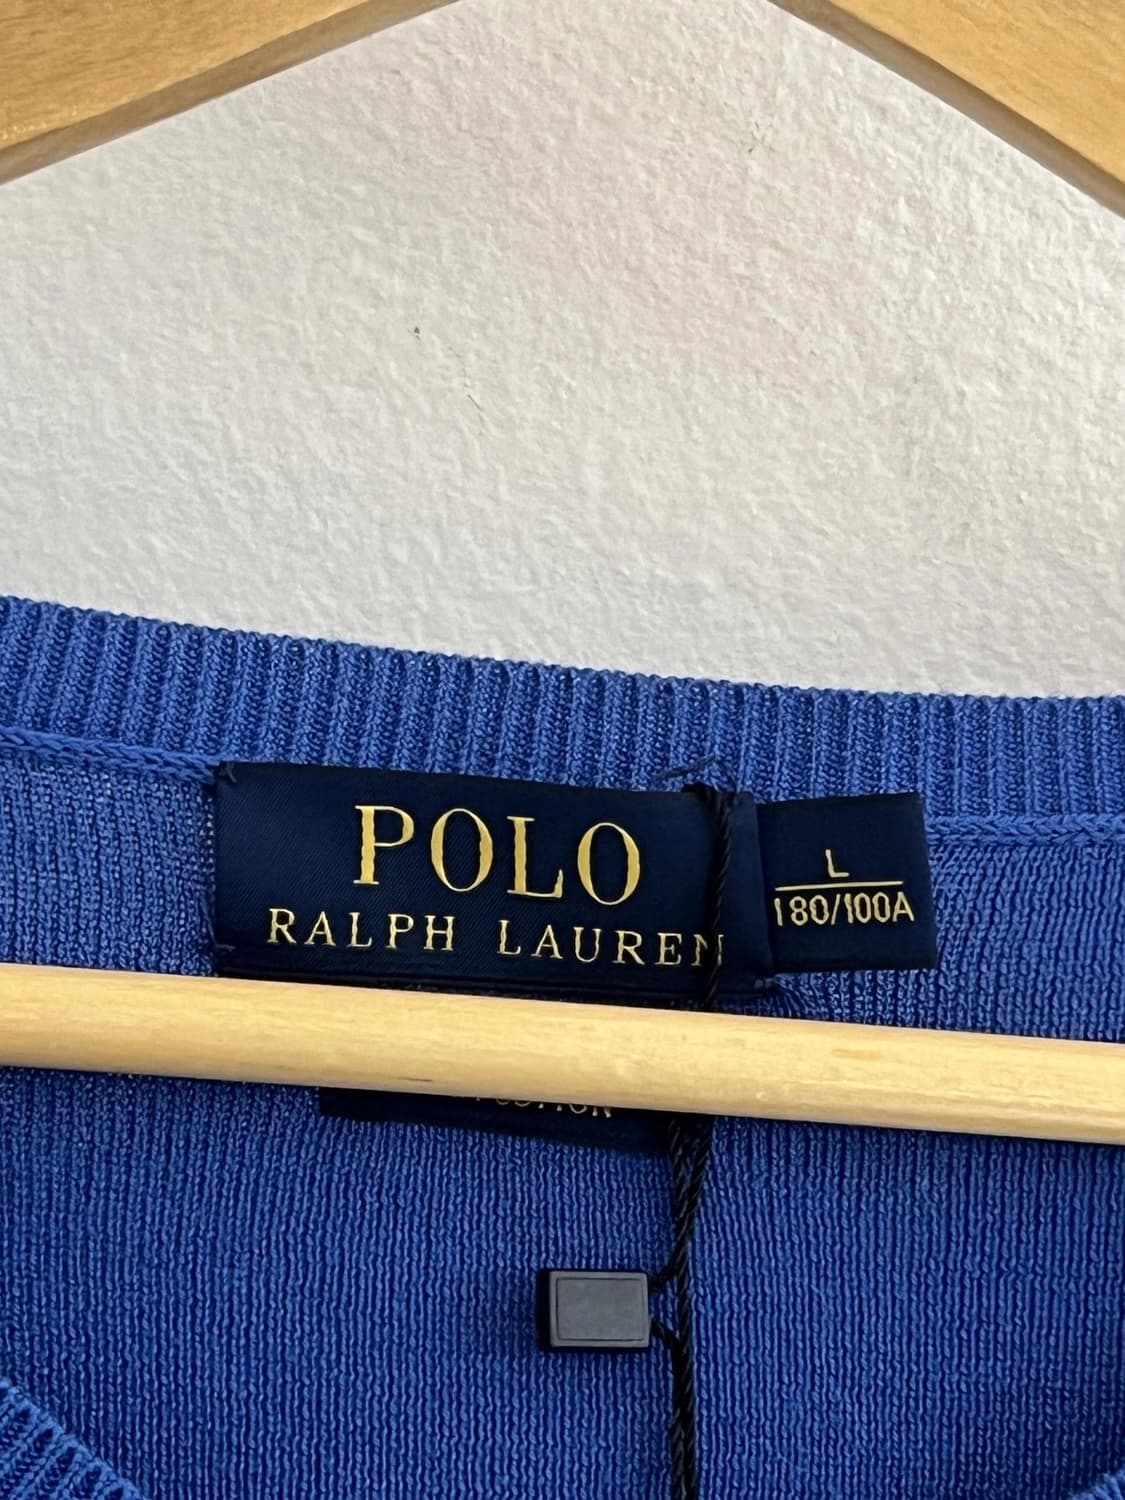 POLO
RALPH LAUREN
L
180/100A